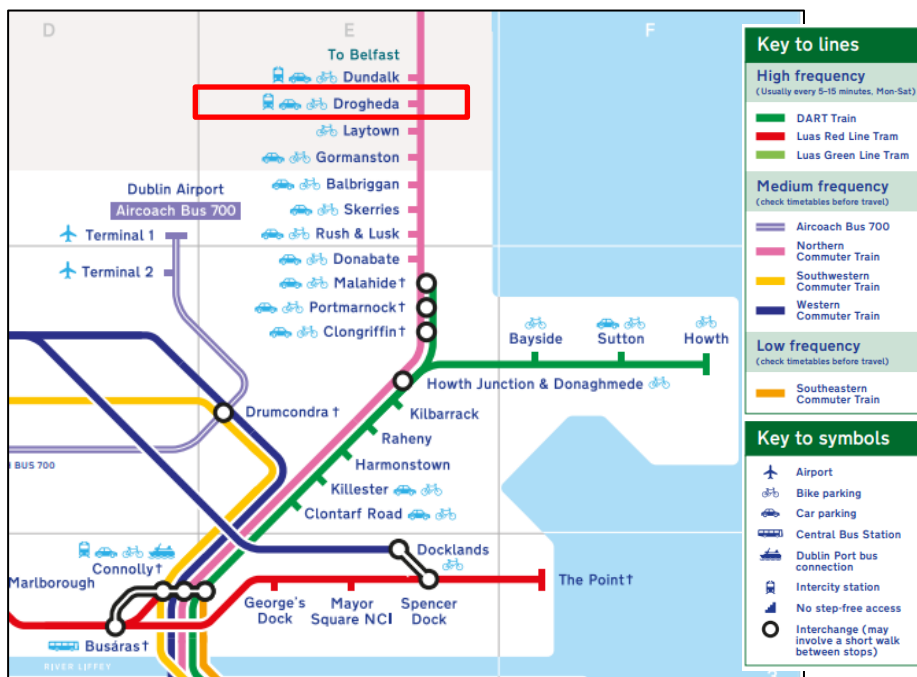 D
E
F
To Belfast
Dundalk
Drogheda
Laytown
Gormanston
Balbriggan
Skerries
Rush & Lusk
Donabate
Malahide†
Portmarnock†
Clongriffin†
Dublin Airport
Aircoach Bus 700
Terminal 1
Terminal 2
Bayside
Sutton
Howth
Howth Junction & Donaghmede
Drumcondra†
Kilbarrack
Raheny
Harmonstown
Killester
Clontarf Road
H BUS 700
Connolly†
Docklands
Marlborough
The Point†
George's
Dock
Mayor
Square NCI
Spencer
Dock
Busáras†
RIVER LIFFEY
Key to lines
High frequency
(Usually every 5–15 minutes, Mon-Sat)
DART Train
Luas Red Line Tram
Luas Green Line Tram
Medium frequency
(check timetables before travel)
Aircoach Bus 700
Northern
Commuter Train
Southwestern
Commuter Train
Western
Commuter Train
Low frequency
(check timetables before travel)
Southeastern
Commuter Train
Key to symbols
Airport
Bike parking
Car parking
Central Bus Station
Dublin Port bus
connection
Intercity station
No step-free access
Interchange (may
involve a short walk
between stops)